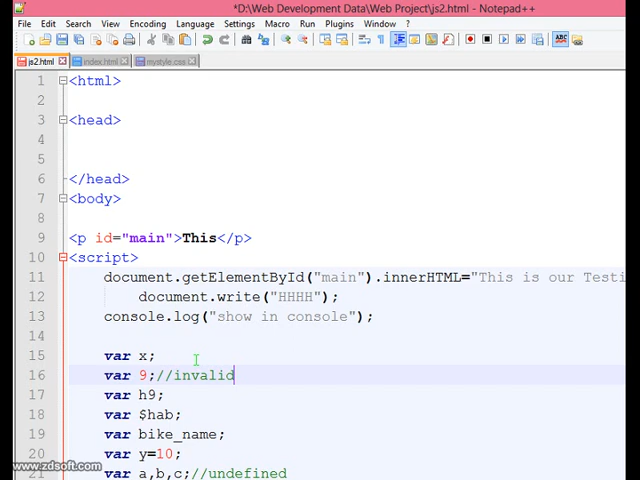 *D:\Web Development Data\Web Project\js2.html - Notepad++
File Edit Search View Encoding Language Settings Macro Run Plugins Window ?
js2.html index.html mystyle.css
1 <html>
2
3 <head>
4
5
6 </head>
7 <body>
8
9 <p id="main">This</p>
10 <script>
11 document.getElementById("main").innerHTML="This is our Testi
12 document.write("HHHH");
13 console.log("show in console");
14
15 var x;
16 var 9;//invalid
17 var h9;
18 var $hab;
19 var bike_name;
20 var y=10;
21 var a,b,c;//undefined
www.zdsoft.com